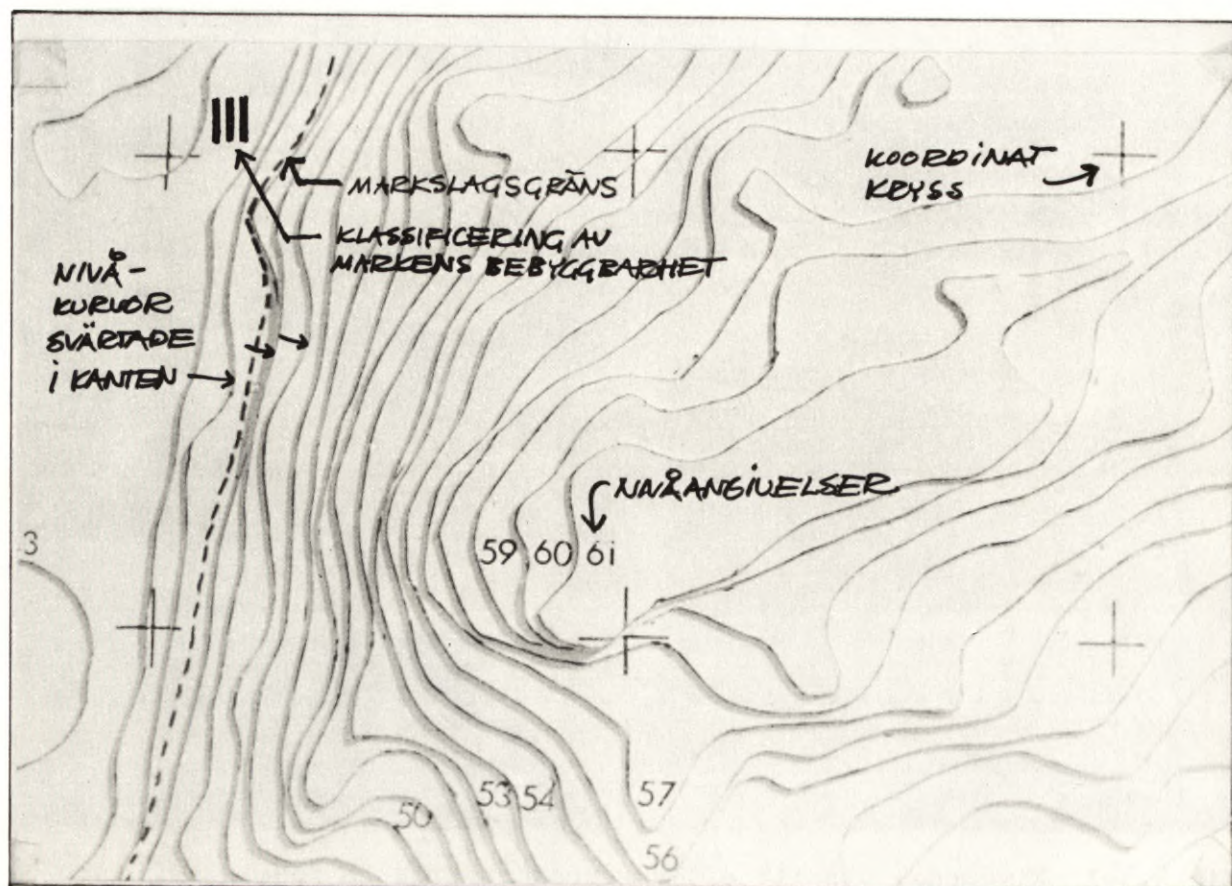 III
KOORDINAT
KRYSS
MARKSLAGSGRÄNS
KLASSIFICERING AV
MARKENS BEBYGGBARHET
NIVÅ-
KURVOR
SVÄRTADE
I KANTEN
NIVÅANGIVELSER
59 60 61
3
53 54 57
50
56